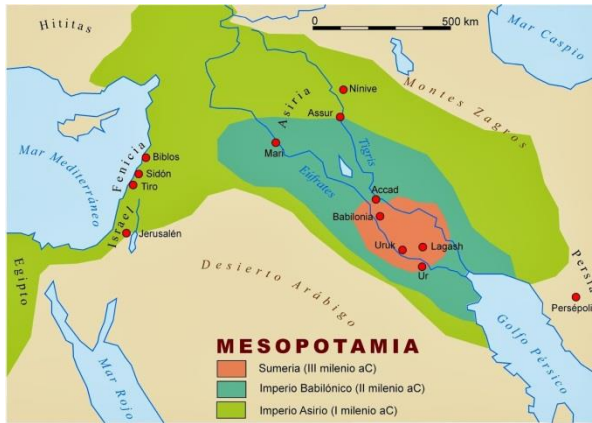 Hititas
0 500 km
Mar Caspio
Montes Zagros
Nínive
Asiria
Assur
Tigris
Mari
Eúfrates
Biblos
Fenicia
Sidón
Tiro
Mar Mediterráneo
Accad
Babilonia
Israel
Jerusalén
Uruk
Lagash
Ur
Desierto Arábigo
Egipto
Persia
Persépoli
Golfo Pérsico
Mar Rojo
MESOPOTAMIA
Sumeria (III milenio aC)
Imperio Babilónico (II milenio aC)
Imperio Asirio (I milenio aC)